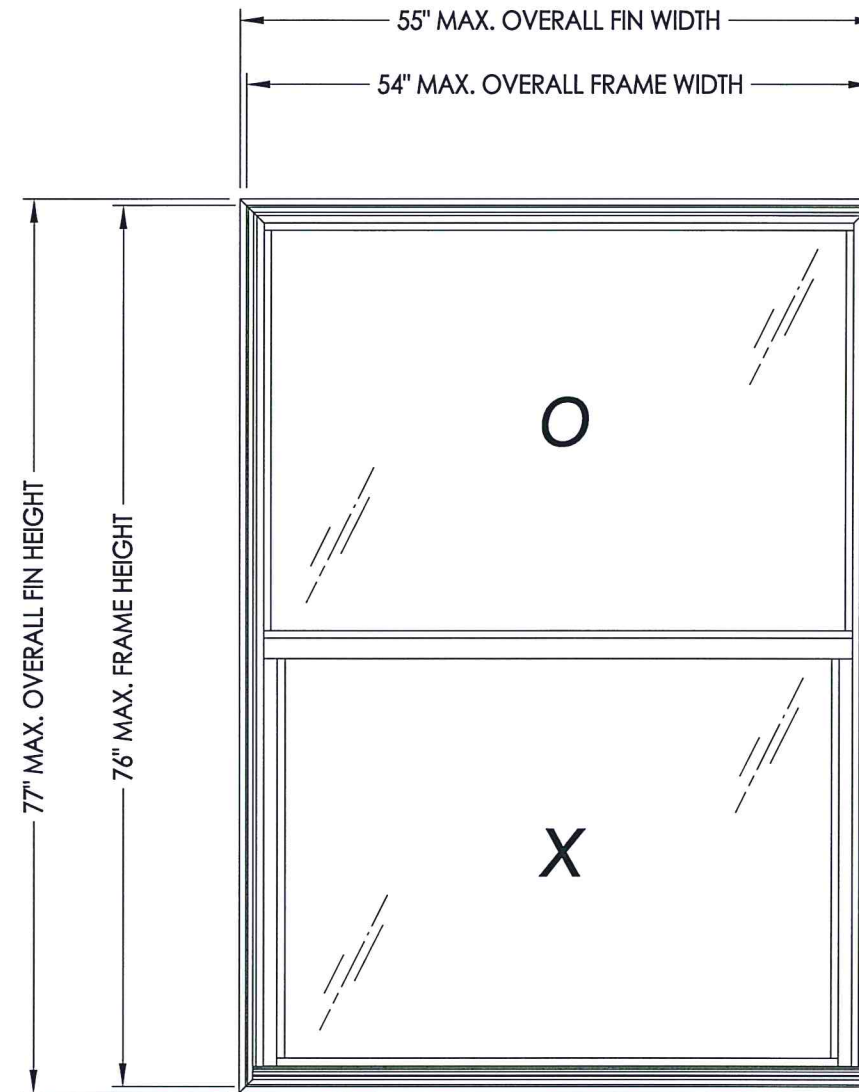 55" MAX. OVERALL FIN WIDTH
54" MAX. OVERALL FRAME WIDTH
77" MAX. OVERALL FIN HEIGHT
76" MAX. FRAME HEIGHT
O
X